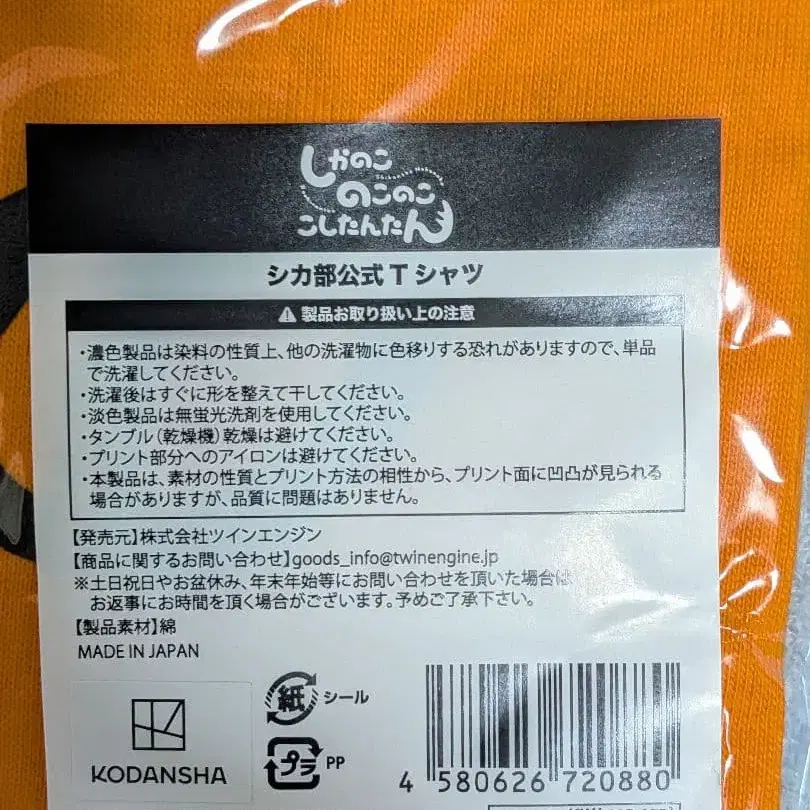 しかのこ
のこのこ
こしたんたん
シカ部公式Tシャツ
製品お取り扱い上の注意
・濃色製品は染料の性質上、他の洗濯物に色移りする恐れがありますので、単品
で洗濯してください。
・洗濯後はすぐに形を整えて干してください。
・淡色製品は無蛍光洗剤を使用してください。
・タンブル(乾燥機)乾燥は避けてください。
・プリント部分へのアイロンは避けてください。
・本製品は、素材の性質とプリント方法の相性から、プリント面に凹凸が見られる
場合がありますが、品質に問題はありません。
【発売元】株式会社ツインエンジン
【商品に関するお問い合わせ】goods_info@twinengine.jp
※土日祝日やお盆休み、年末年始等にお問い合わせを頂いた場合は
お返事にお時間を頂く場合がございます。予めご了承下さい。
【製品素材】綿
MADE IN JAPAN
KODANSHA
紙 シール
プラ PP
4 580626 720880